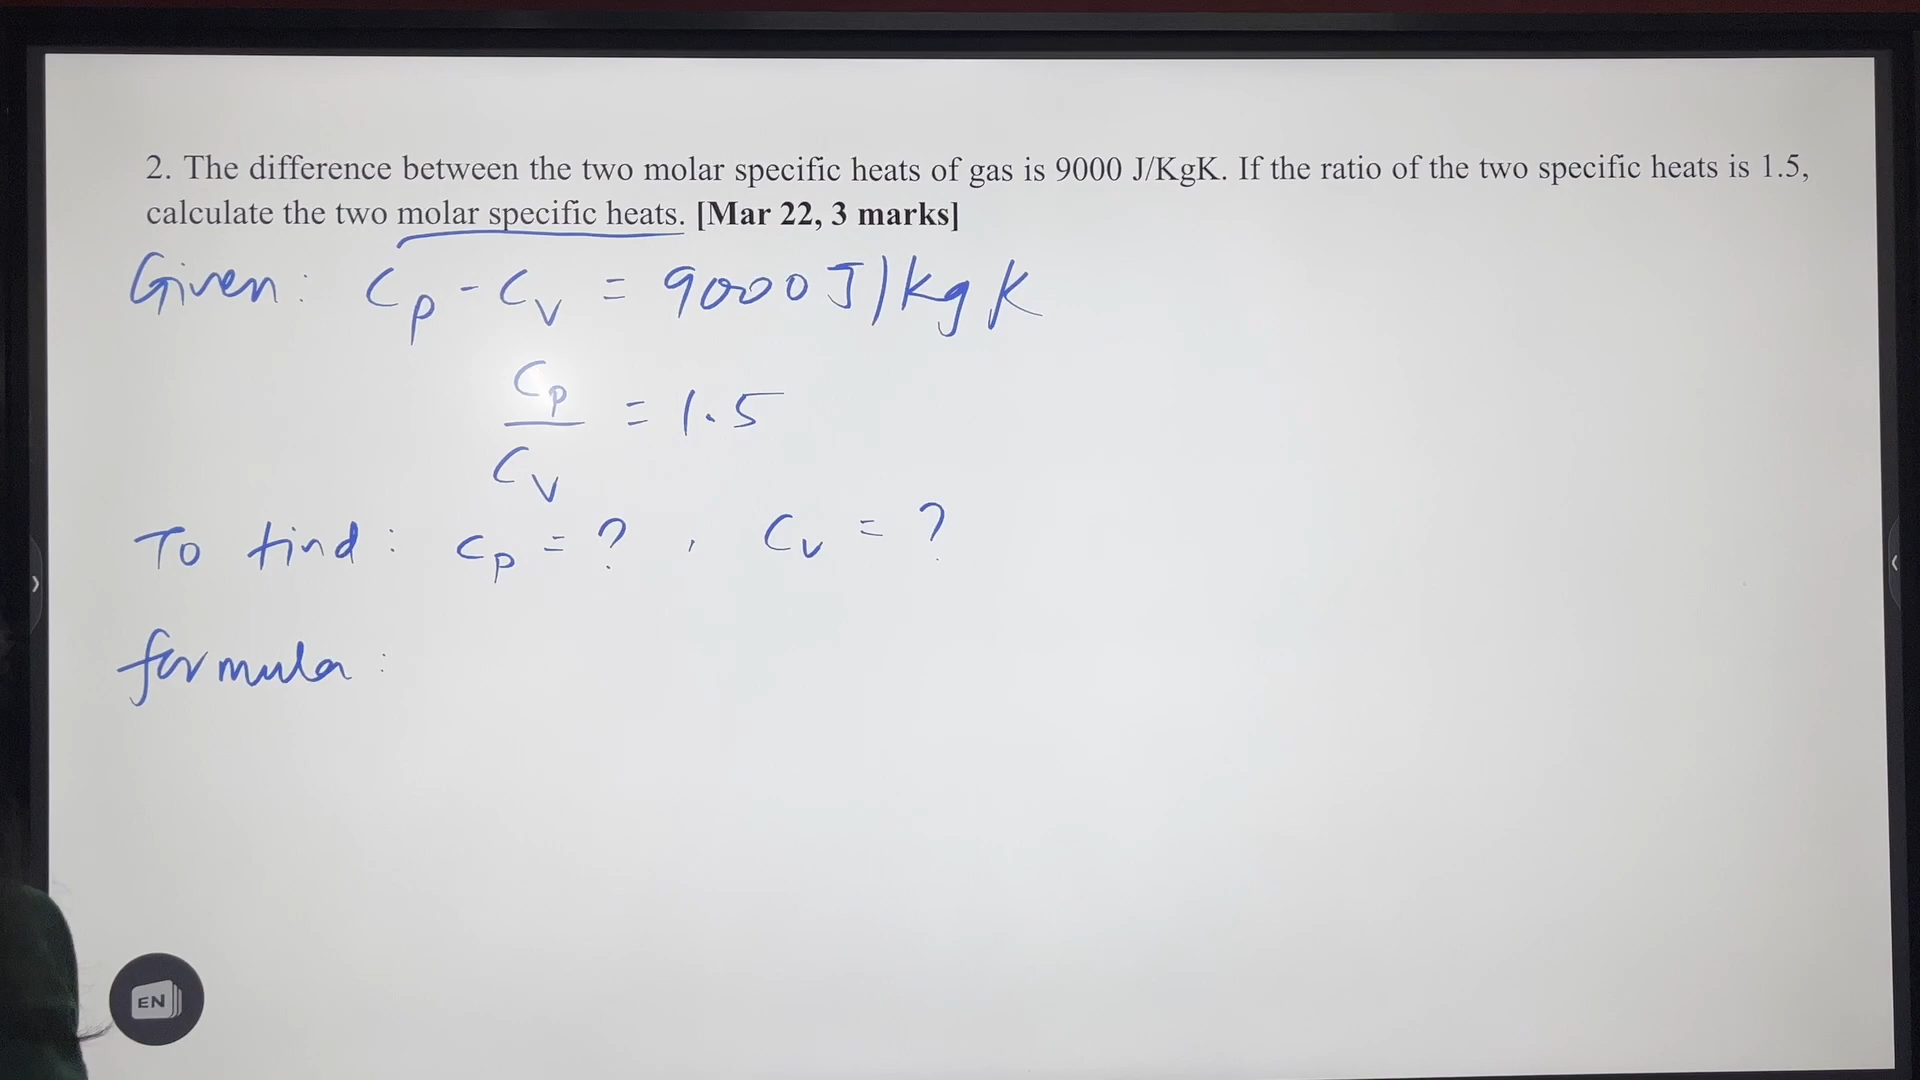 2. The difference between the two molar specific heats of gas is 9000 J/KgK. If the ratio of the two specific heats is 1.5,
calculate the two molar specific heats. [Mar 22, 3 marks]
Given: Cp - Cv = 9000 J/kg K
Cp/Cv = 1.5
To find: Cp = ?, Cv = ?
formula:
EN